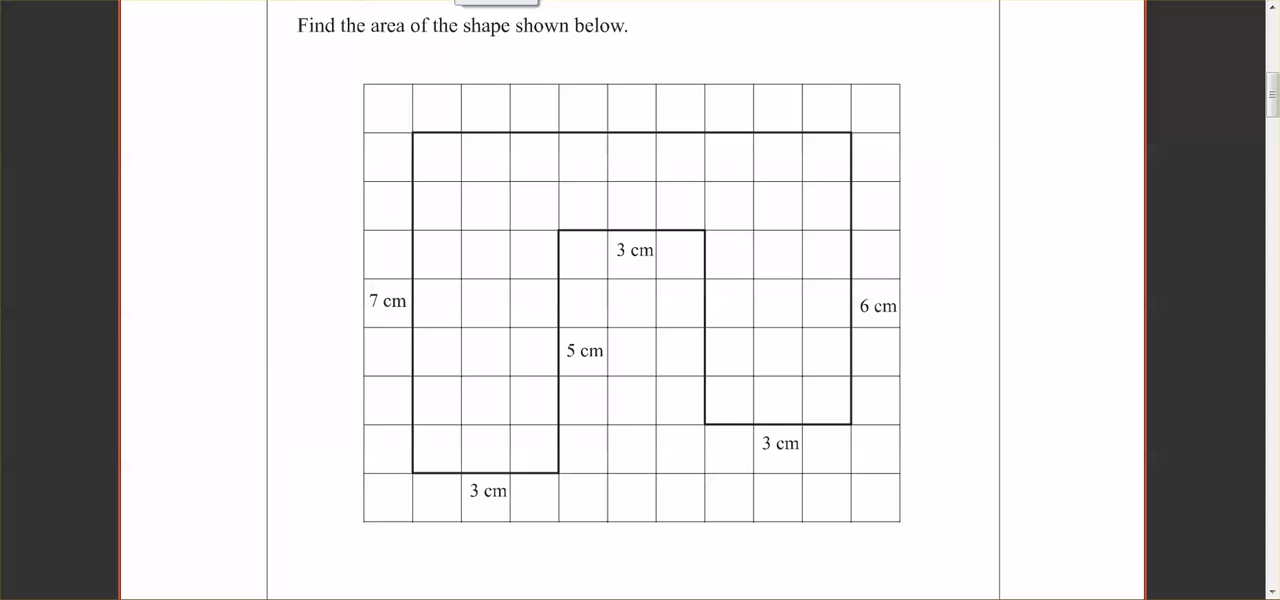 Find the area of the shape shown below.
3 cm
7 cm
6 cm
5 cm
3 cm
3 cm